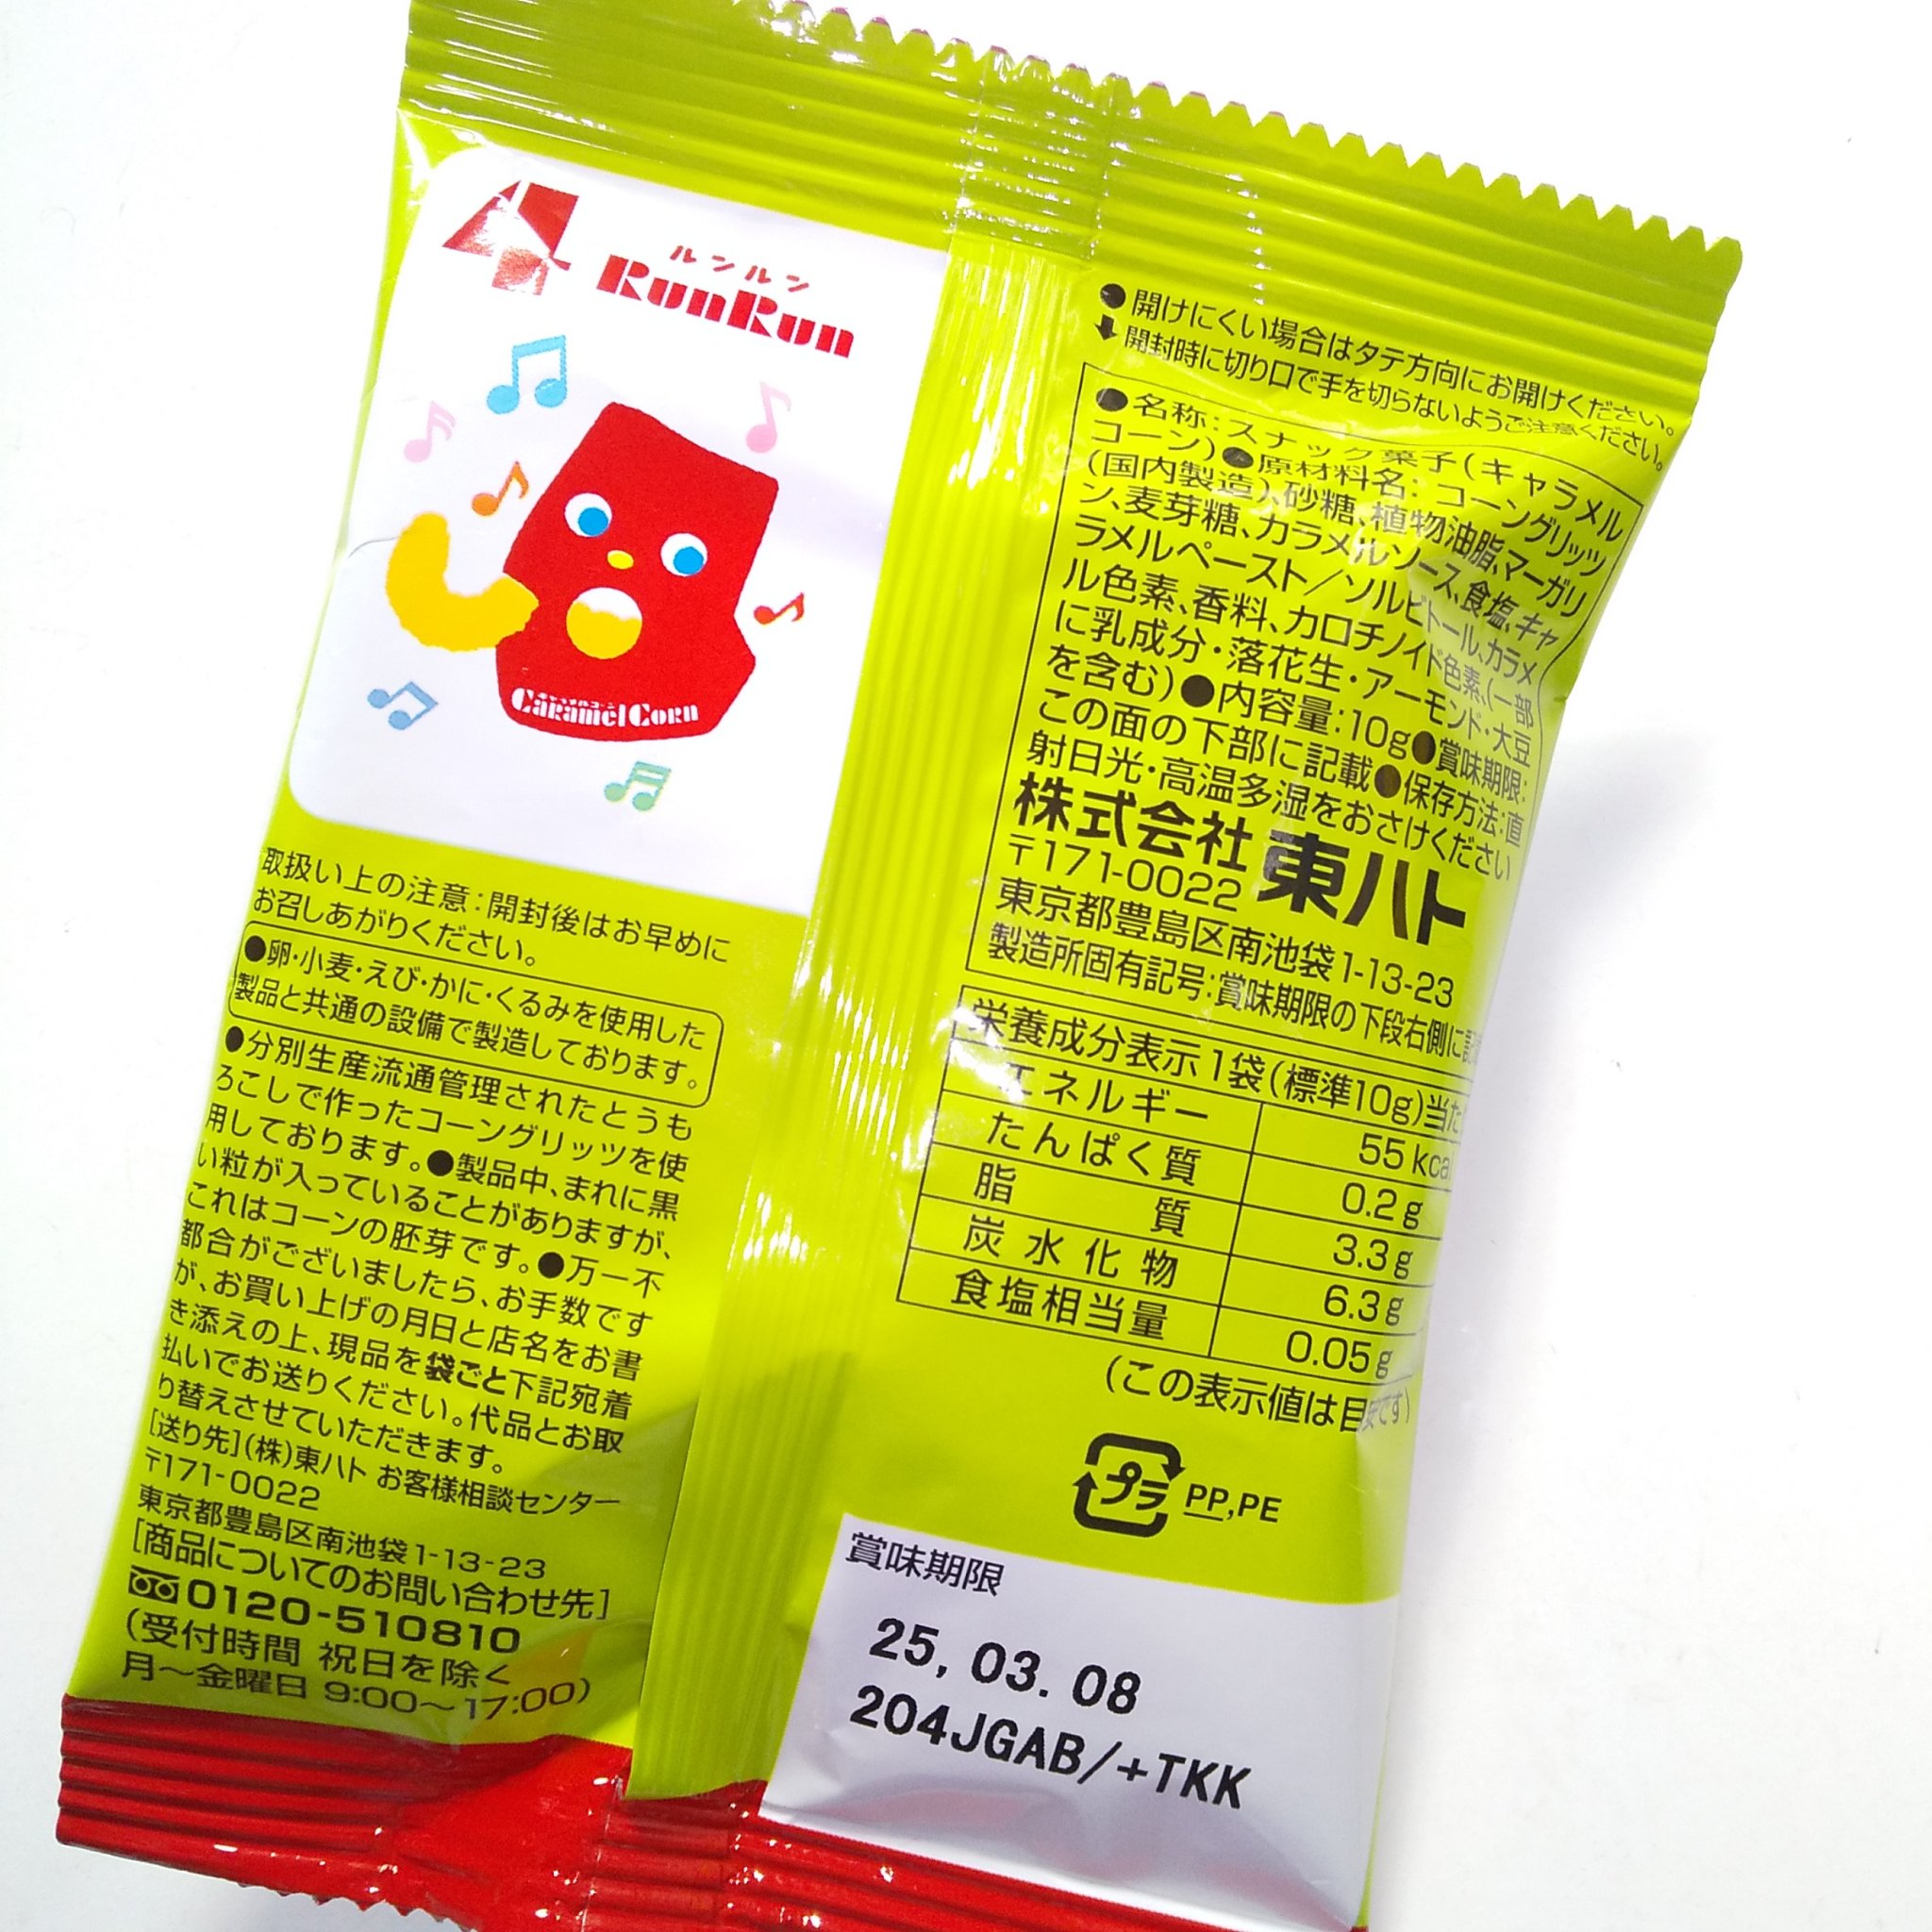 ルンルン
RunRun
キャラメルコーン
Caramel Corn
取扱い上の注意:開封後はお早めに
お召しあがりください。
●卵・小麦・えび・かに・くるみを使用した
製品と共通の設備で製造しております。
●分別生産流通管理されたとうも
ろこしで作ったコーングリッツを使
用しております。●製品中、まれに黒
い粒が入っていることがありますが、
これはコーンの胚芽です。●万一不
都合がございましたら、お手数です
が、お買い上げの月日と店名をお書
き添えの上、現品を袋ごと下記宛着
払いでお送りください。代品とお取
り替えさせていただきます。
[送り先](株)東ハト お客様相談センター
〒171-0022
東京都豊島区南池袋1-13-23
[商品についてのお問い合わせ先]
0120-510810
(受付時間 祝日を除く
月〜金曜日 9:00〜17:00)
●開けにくい場合はタテ方向にお開けください。
↓開封時に切り口で手を切らないようご注意ください。
●名称:スナック菓子(キャラメル
コーン)●原材料名:コーングリッツ
(国内製造)、砂糖、植物油脂、マーガリ
ン、麦芽糖、カラメルソース、食塩、キャ
ラメルペースト/ソルビトール、カラメ
ル色素、香料、カロチノイド色素、(一部
に乳成分・落花生・アーモンド・大豆
を含む)●内容量:10g●賞味期限:
この面の下部に記載●保存方法:直
射日光・高温多湿をおさけください
株式会社 東ハト
〒171-0022
東京都豊島区南池袋1-13-23
製造所固有記号:賞味期限の下段右側に
栄養成分表示1袋(標準10g)当た
エネルギー 55kcal
たんぱく質 0.2g
脂質 3.3g
炭水化物 6.3g
食塩相当量 0.05g
(この表示値は目安です)
プラ PP,PE
賞味期限
25, 03. 08
204JGAB/+TKK